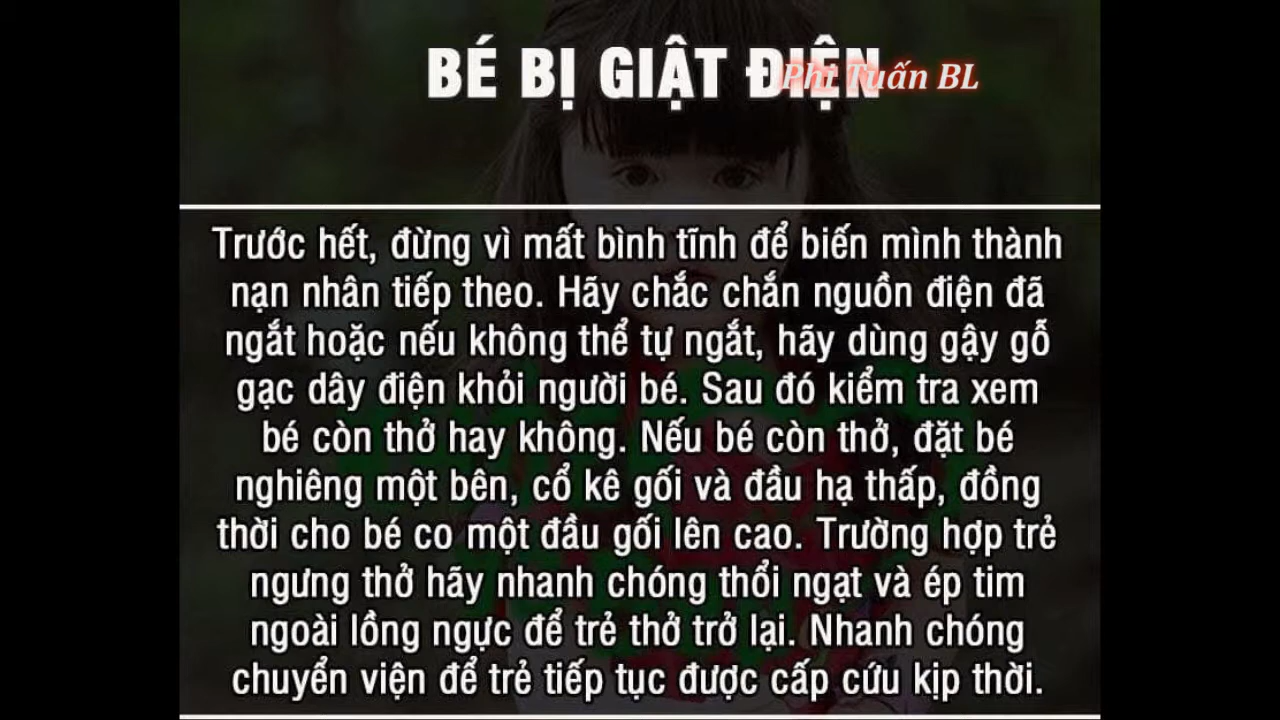 BÉ BỊ GIẬT ĐIỆN
Phi Tuấn BL
Trước hết, đừng vì mất bình tĩnh để biến mình thành
nạn nhân tiếp theo. Hãy chắc chắn nguồn điện đã
ngắt hoặc nếu không thể tự ngắt, hãy dùng gậy gỗ
gạc dây điện khỏi người bé. Sau đó kiểm tra xem
bé còn thở hay không. Nếu bé còn thở, đặt bé
nghiêng một bên, cổ kê gối và đầu hạ thấp, đồng
thời cho bé co một đầu gối lên cao. Trường hợp trẻ
ngưng thở hãy nhanh chóng thổi ngạt và ép tim
ngoài lồng ngực để trẻ thở trở lại. Nhanh chóng
chuyển viện để trẻ tiếp tục được cấp cứu kịp thời.